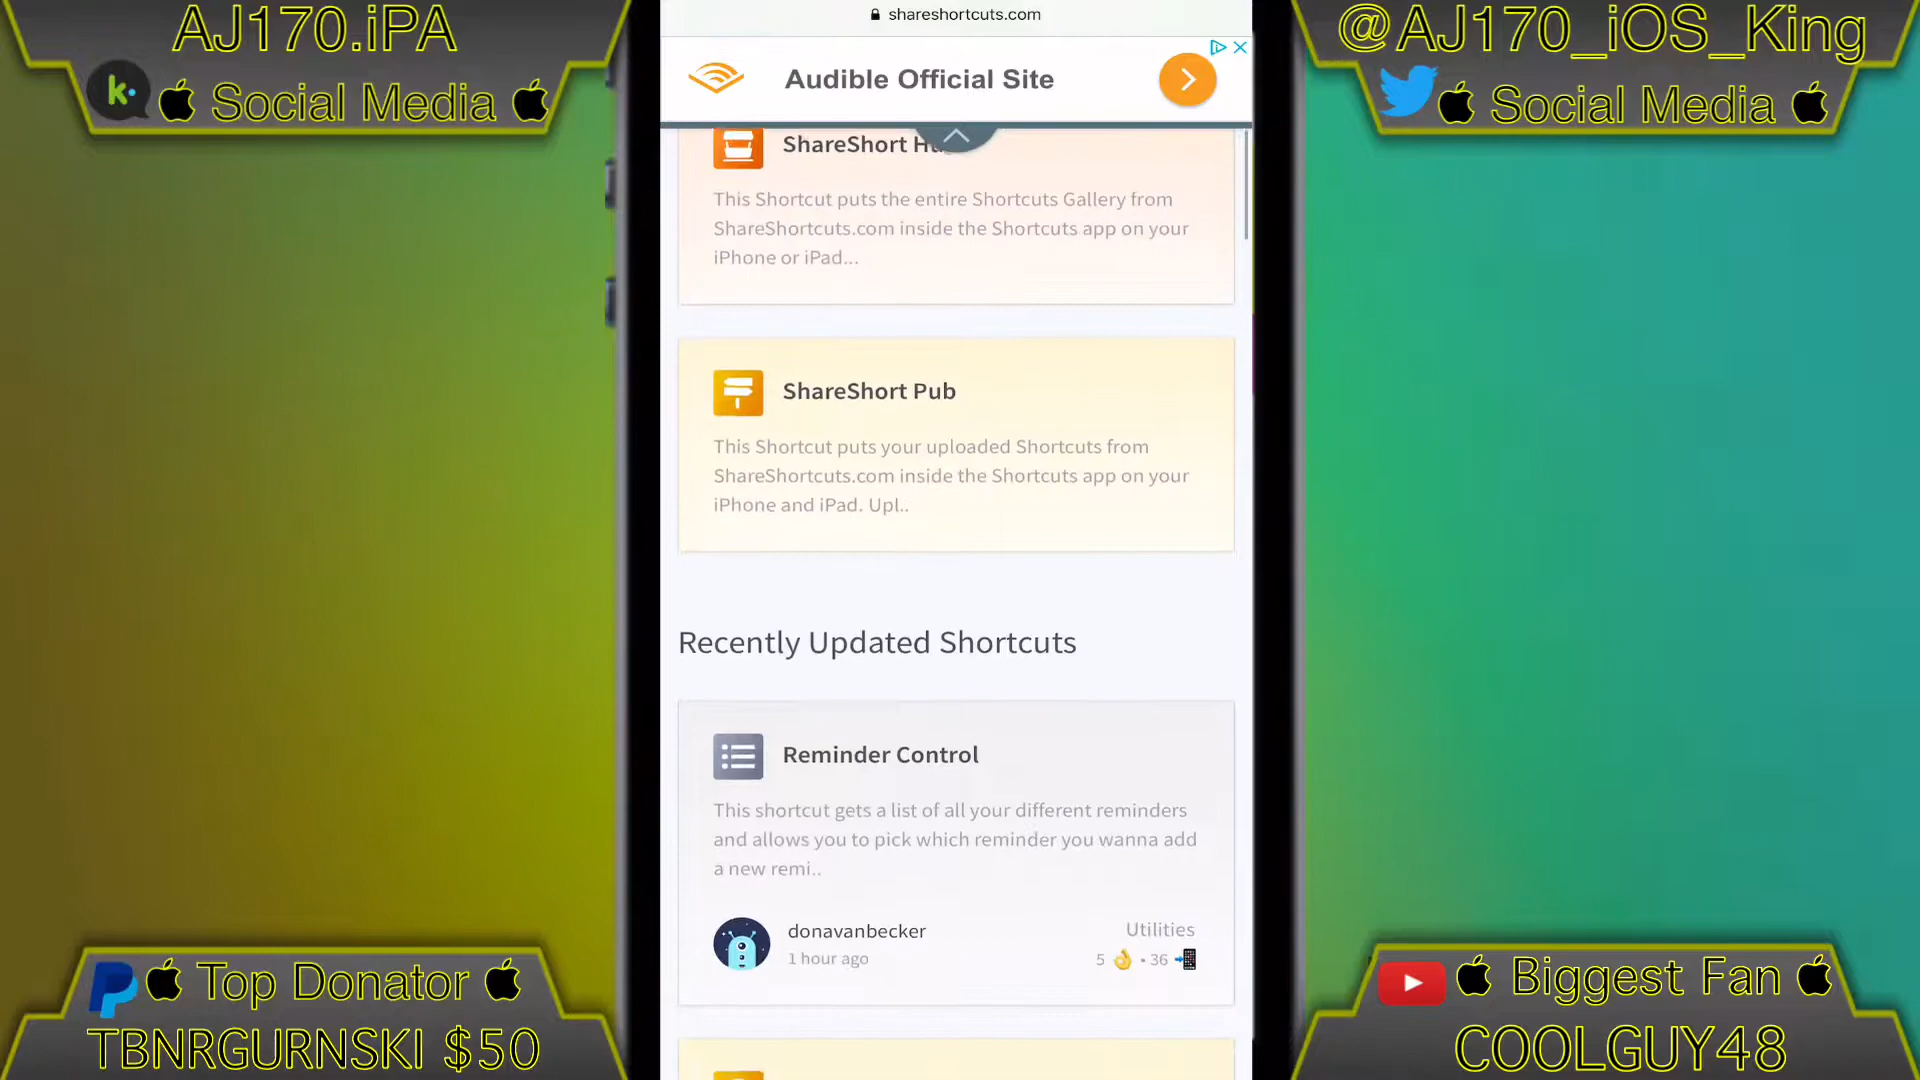 AJ170.iPA
k
Social Media
@AJ170_iOS_King
Social Media
shareshortcuts.com
Audible Official Site
ShareShort Hu
This Shortcut puts the entire Shortcuts Gallery from
ShareShortcuts.com inside the Shortcuts app on your
iPhone or iPad...
ShareShort Pub
This Shortcut puts your uploaded Shortcuts from
ShareShortcuts.com inside the Shortcuts app on your
iPhone and iPad. Upl..
Recently Updated Shortcuts
Reminder Control
This shortcut gets a list of all your different reminders
and allows you to pick which reminder you wanna add
a new remi..
donavanbecker
Utilities
1 hour ago
5 👌 • 36 📲
Top Donator
TBNRGURNSKI $50
Biggest Fan
COOLGUY48